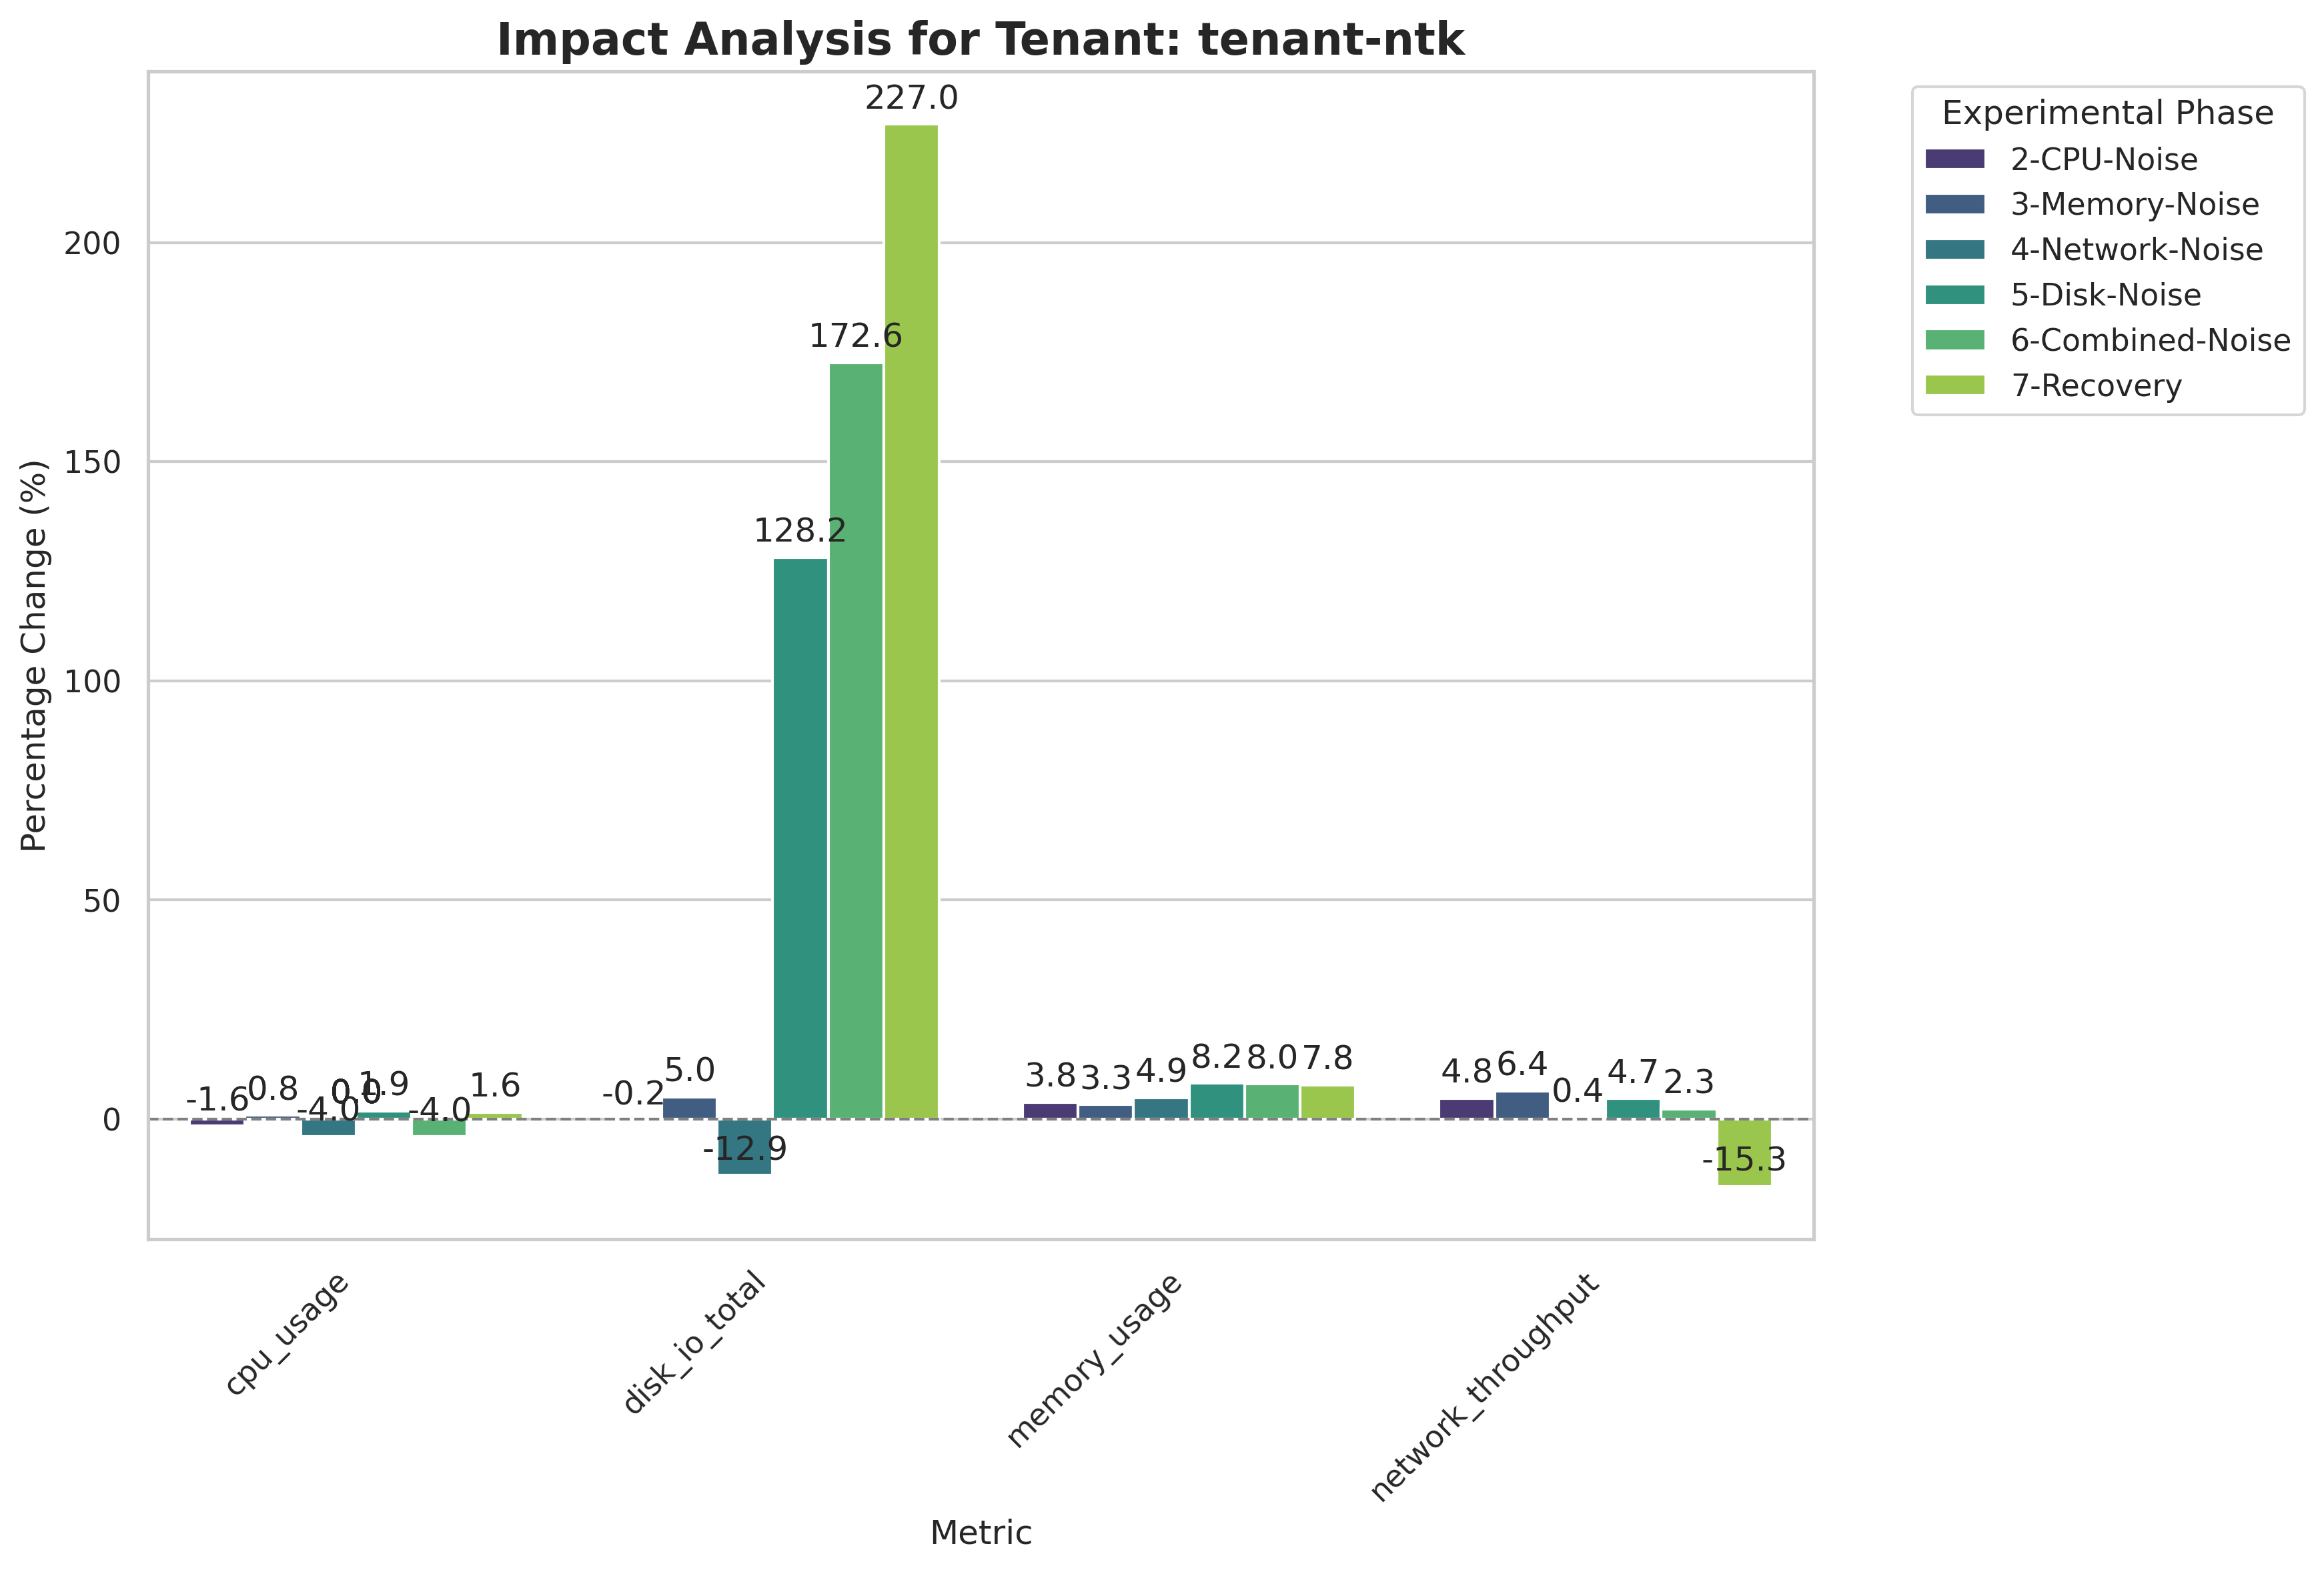 Impact Analysis for Tenant: tenant-ntk
Percentage Change (%)
200
150
100
50
0
227.0
172.6
128.2
-1.6
0.8
-4.0
0.0
1.9
-4.0
1.6
-0.2
5.0
-12.9
3.8
3.3
4.9
8.2
8.0
7.8
4.8
6.4
0.4
4.7
2.3
-15.3
cpu_usage
disk_io_total
memory_usage
network_throughput
Metric
Experimental Phase
2-CPU-Noise
3-Memory-Noise
4-Network-Noise
5-Disk-Noise
6-Combined-Noise
7-Recovery